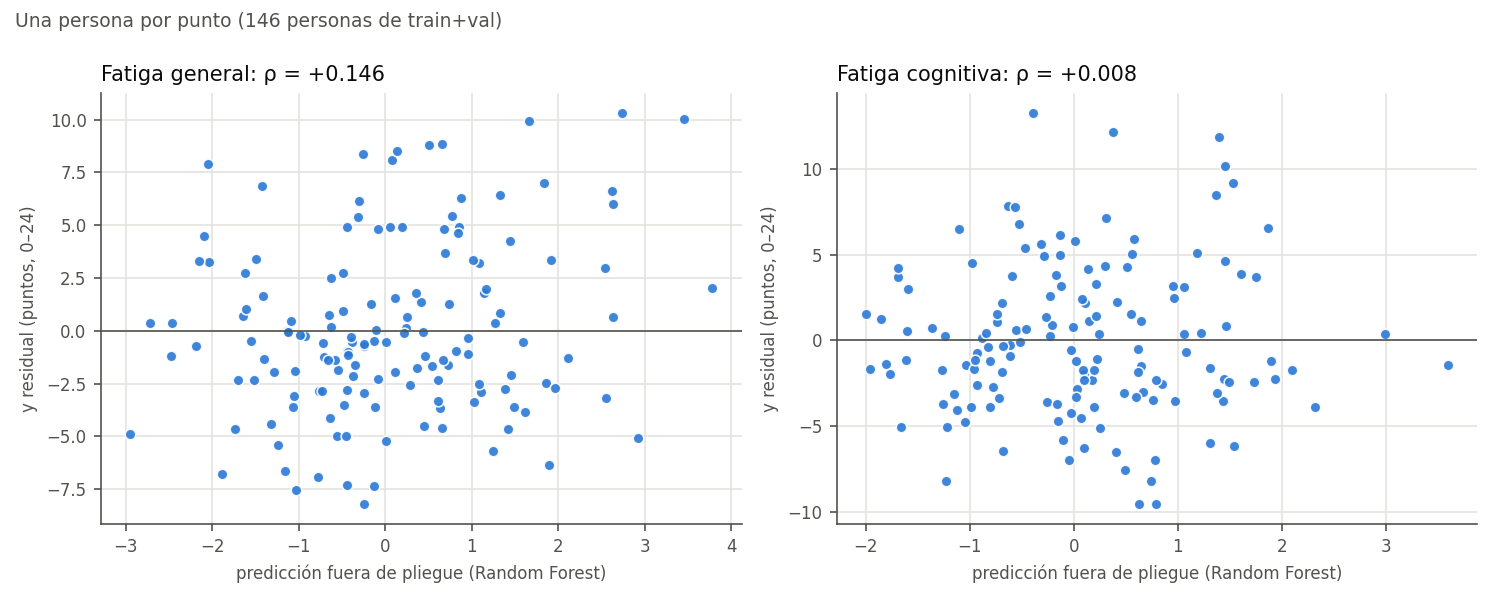 Una persona por punto (146 personas de train+val)
Fatiga general: ρ = +0.146
y residual (puntos, 0–24)
10.0
7.5
5.0
2.5
0.0
−2.5
−5.0
−7.5
−3 −2 −1 0 1 2 3 4
predicción fuera de pliegue (Random Forest)
Fatiga cognitiva: ρ = +0.008
y residual (puntos, 0–24)
10
5
0
−5
−10
−2 −1 0 1 2 3
predicción fuera de pliegue (Random Forest)